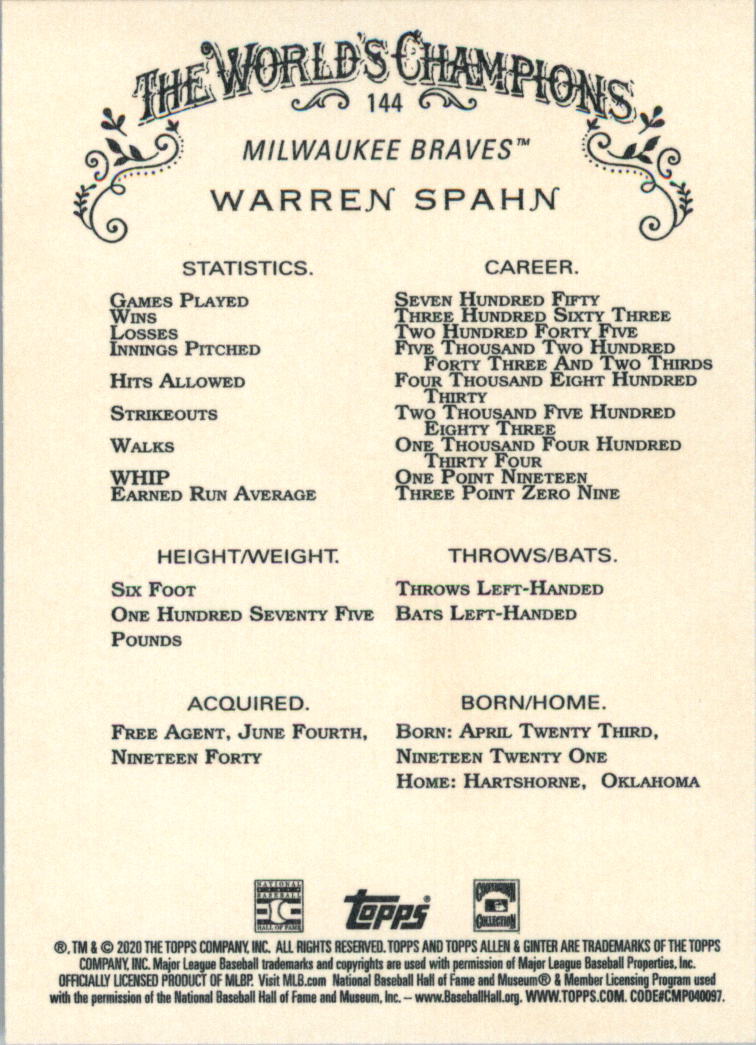 THE WORLD'S CHAMPIONS
144
MILWAUKEE BRAVES™
WARREN SPAHN
STATISTICS. CAREER.
GAMES PLAYED SEVEN HUNDRED FIFTY
WINS THREE HUNDRED SIXTY THREE
LOSSES TWO HUNDRED FORTY FIVE
INNINGS PITCHED FIVE THOUSAND TWO HUNDRED
FORTY THREE AND TWO THIRDS
HITS ALLOWED FOUR THOUSAND EIGHT HUNDRED
THIRTY
STRIKEOUTS TWO THOUSAND FIVE HUNDRED
EIGHTY THREE
WALKS ONE THOUSAND FOUR HUNDRED
THIRTY FOUR
WHIP ONE POINT NINETEEN
EARNED RUN AVERAGE THREE POINT ZERO NINE
HEIGHT/WEIGHT.
SIX FOOT
ONE HUNDRED SEVENTY FIVE
POUNDS
THROWS/BATS.
THROWS LEFT-HANDED
BATS LEFT-HANDED
ACQUIRED.
FREE AGENT, JUNE FOURTH,
NINETEEN FORTY
BORN/HOME.
BORN: APRIL TWENTY THIRD,
NINETEEN TWENTY ONE
HOME: HARTSHORNE, OKLAHOMA
NATIONAL
BASEBALL
HALL OF FAME
Topps®
COOPERSTOWN
COLLECTION
®, TM & © 2020 THE TOPPS COMPANY, INC. ALL RIGHTS RESERVED. TOPPS AND TOPPS ALLEN & GINTER ARE TRADEMARKS OF THE TOPPS
COMPANY, INC. Major League Baseball trademarks and copyrights are used with permission of Major League Baseball Properties, Inc.
OFFICIALLY LICENSED PRODUCT OF MLBP. Visit MLB.com National Baseball Hall of Fame and Museum® & Member Licensing Program used
with the permission of the National Baseball Hall of Fame and Museum, Inc. – www.BaseballHall.org. WWW.TOPPS.COM. CODE#CMP040097.